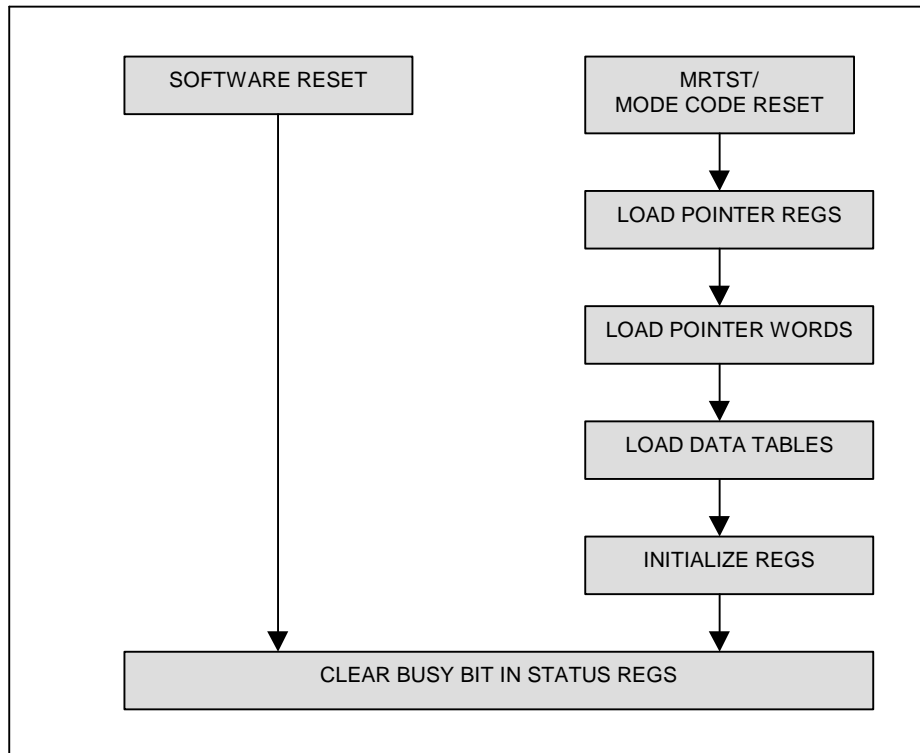 SOFTWARE RESET
MRTST/
MODE CODE RESET
LOAD POINTER REGS
LOAD POINTER WORDS
LOAD DATA TABLES
INITIALIZE REGS
CLEAR BUSY BIT IN STATUS REGS